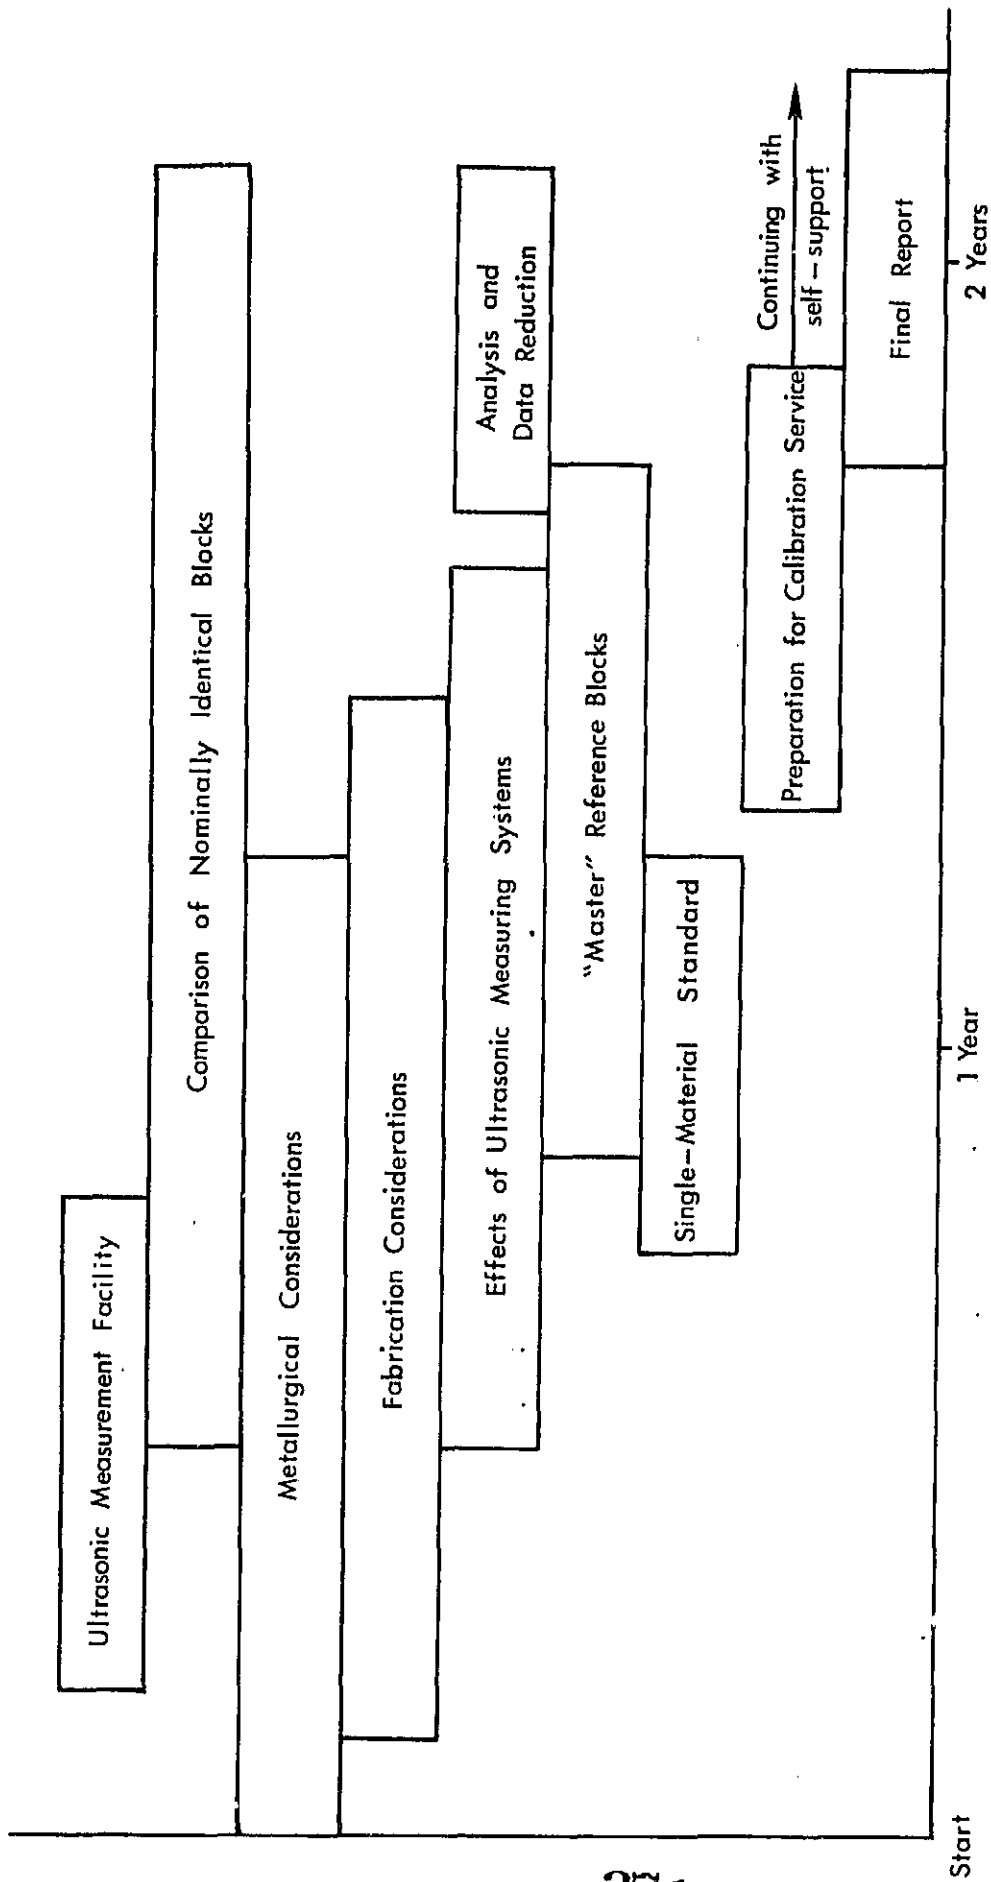 Ultrasonic Measurement Facility
Comparison of Nominally Identical Blocks
Metallurgical Considerations
Fabrication Considerations
Effects of Ultrasonic Measuring Systems
Analysis and
Data Reduction
"Master" Reference Blocks
Single-Material Standard
Preparation for Calibration Service
Continuing with
self-support
Final Report
Start
1 Year
2 Years